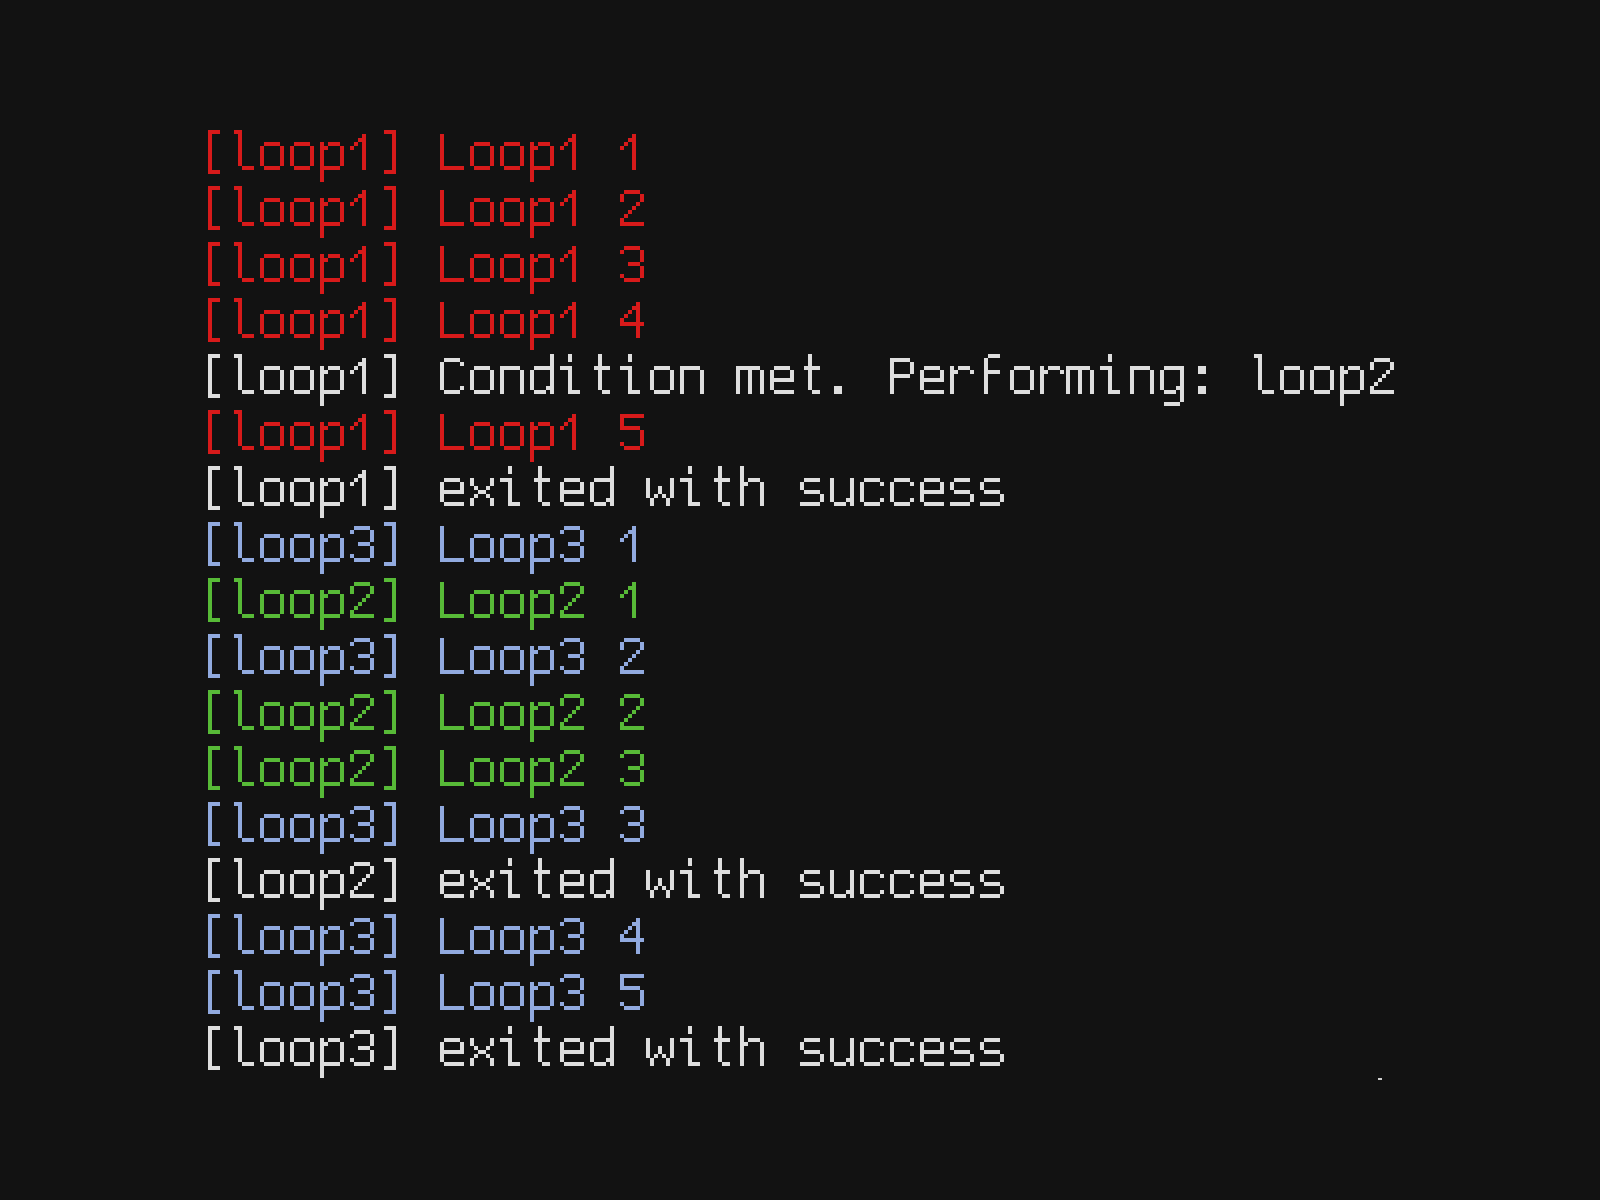 [loop1] Loop1 1
[loop1] Loop1 2
[loop1] Loop1 3
[loop1] Loop1 4
[loop1] Condition met. Performing: loop2
[loop1] Loop1 5
[loop1] exited with success
[loop3] Loop3 1
[loop2] Loop2 1
[loop3] Loop3 2
[loop2] Loop2 2
[loop2] Loop2 3
[loop3] Loop3 3
[loop2] exited with success
[loop3] Loop3 4
[loop3] Loop3 5
[loop3] exited with success